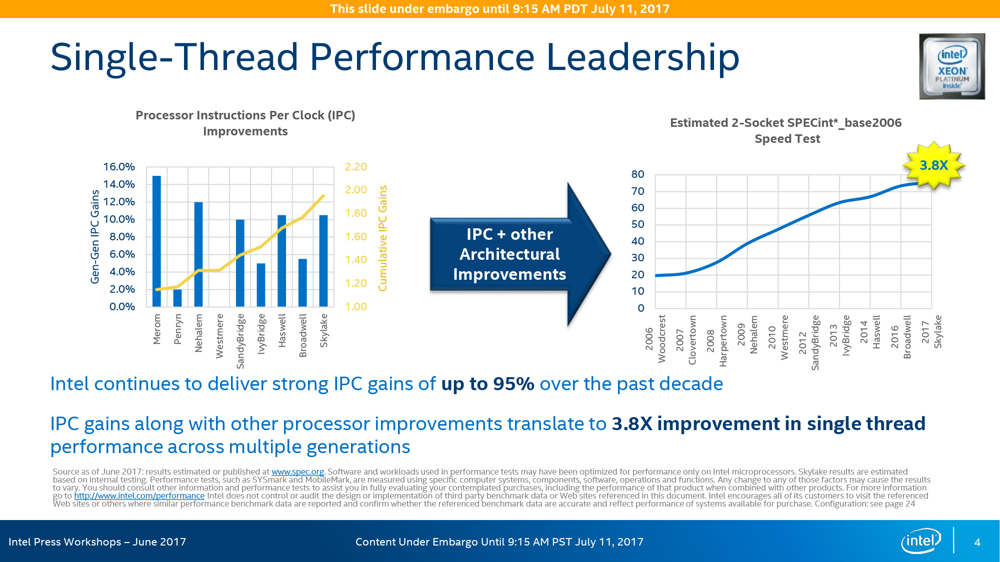 This slide under embargo until 9:15 AM PDT July 11, 2017
Single-Thread Performance Leadership
intel
XEON
PLATINUM
inside
Processor Instructions Per Clock (IPC)
Improvements
Gen-Gen IPC Gains
16.0%
14.0%
12.0%
10.0%
8.0%
6.0%
4.0%
2.0%
0.0%
2.20
2.00
1.80
1.60
1.40
1.20
1.00
Cumulative IPC Gains
Merom
Penryn
Nehalem
Westmere
SandyBridge
IvyBridge
Haswell
Broadwell
Skylake
IPC + other
Architectural
Improvements
Estimated 2-Socket SPECint*_base2006
Speed Test
3.8X
80
70
60
50
40
30
20
10
0
2006
Woodcrest
2007
Clovertown
2008
Harpertown
2009
Nehalem
2010
Westmere
2012
SandyBridge
2013
IvyBridge
2014
Haswell
2016
Broadwell
2017
Skylake
Intel continues to deliver strong IPC gains of up to 95% over the past decade
IPC gains along with other processor improvements translate to 3.8X improvement in single thread
performance across multiple generations
Source as of June 2017: results estimated or published at www.spec.org. Software and workloads used in performance tests may have been optimized for performance only on Intel microprocessors. Skylake results are estimated
based on internal testing. Performance tests, such as SYSmark and MobileMark, are measured using specific computer systems, components, software, operations and functions. Any change to any of those factors may cause the results
to vary. You should consult other information and performance tests to assist you in fully evaluating your contemplated purchases, including the performance of that product when combined with other products. For more information
go to http://www.intel.com/performance Intel does not control or audit the design or implementation of third party benchmark data or Web sites referenced in this document. Intel encourages all of its customers to visit the referenced
Web sites or others where similar performance benchmark data are reported and confirm whether the referenced benchmark data are accurate and reflect performance of systems available for purchase. Configuration: see page 24
Intel Press Workshops – June 2017
Content Under Embargo Until 9:15 AM PST July 11, 2017
intel
4